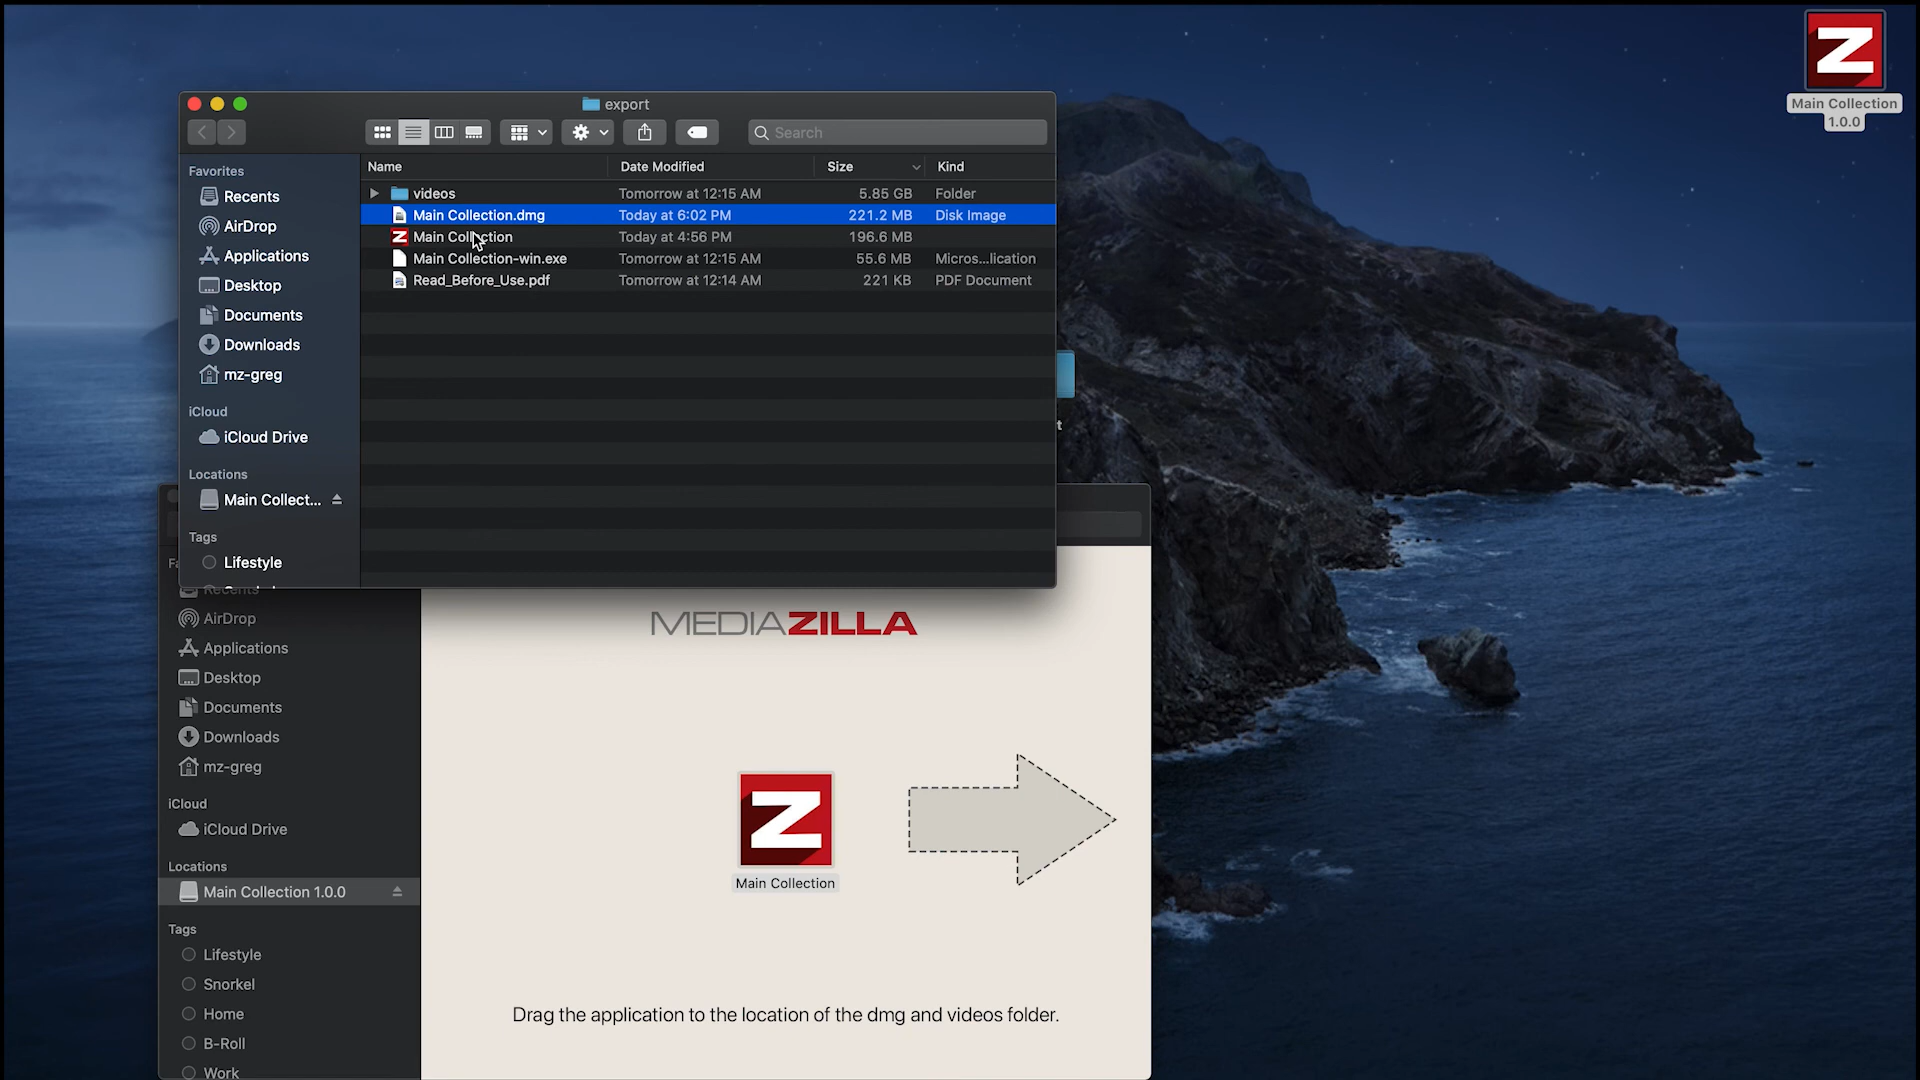 Main Collection
1.0.0
export
Search
Favorites
Recents
AirDrop
Applications
Desktop
Documents
Downloads
mz-greg
iCloud
iCloud Drive
Locations
Main Collect...
Tags
Lifestyle
Name Date Modified Size Kind
videos Tomorrow at 12:15 AM 5.85 GB Folder
Main Collection.dmg Today at 6:02 PM 221.2 MB Disk Image
Main Collection Today at 4:56 PM 196.6 MB
Main Collection-win.exe Tomorrow at 12:15 AM 55.6 MB Micros...lication
Read_Before_Use.pdf Tomorrow at 12:14 AM 221 KB PDF Document
t
Recents
AirDrop
Applications
Desktop
Documents
Downloads
mz-greg
iCloud
iCloud Drive
Locations
Main Collection 1.0.0
Tags
Lifestyle
Snorkel
Home
B-Roll
Work
MEDIAZILLA
Z
Main Collection
Drag the application to the location of the dmg and videos folder.